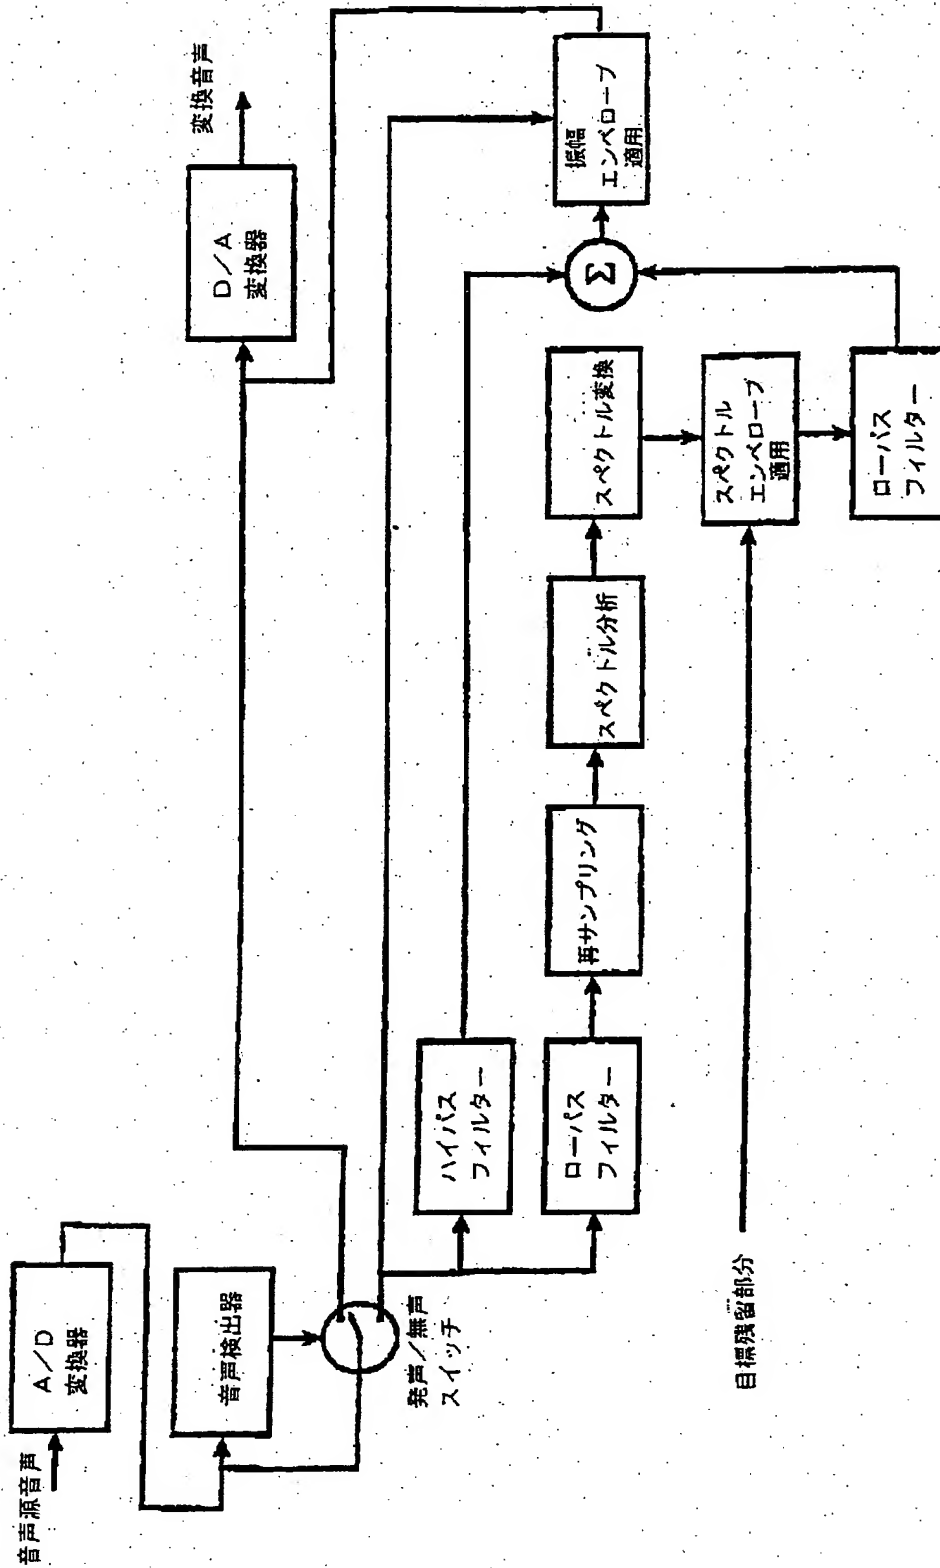 音声源音声
A/D
変換器
音声検出器
発声/無声
スイッチ
D/A
変換器
変換音声
ハイパス
フィルター
ローパス
フィルター
再サンプリング
スペクトル分析
スペクトル変換
スペクトル
エンベロープ
適用
ローパス
フィルター
Σ
振幅
エンベロープ
適用
目標残留部分